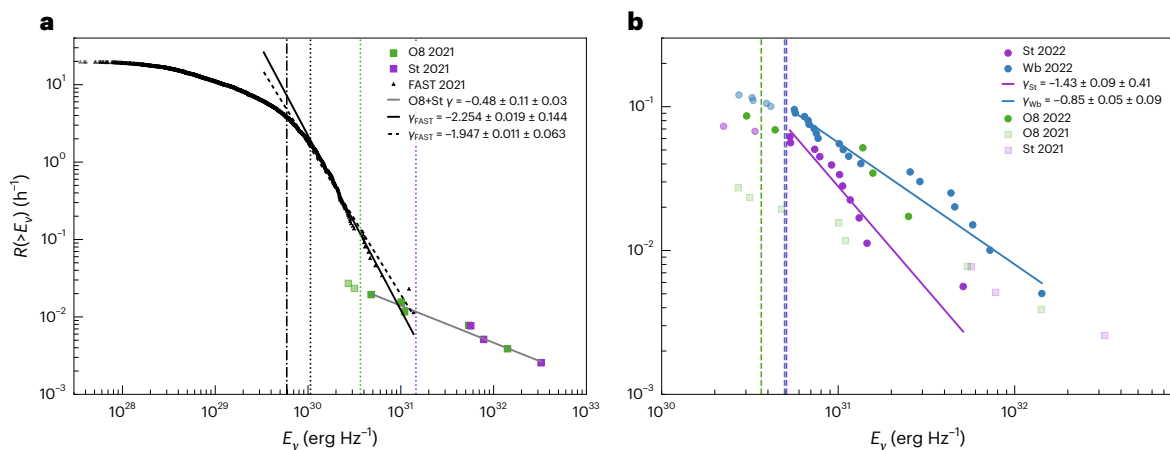 a
R(>Eν) (h⁻¹)
10¹
10⁰
10⁻¹
10⁻²
10⁻³
O8 2021
St 2021
FAST 2021
O8+St γ = −0.48 ± 0.11 ± 0.03
γFAST = −2.254 ± 0.019 ± 0.144
γFAST = −1.947 ± 0.011 ± 0.063
10²⁸
10²⁹
10³⁰
10³¹
10³²
10³³
Eν (erg Hz⁻¹)
b
10⁻¹
10⁻²
10⁻³
St 2022
Wb 2022
γSt = −1.43 ± 0.09 ± 0.41
γWb = −0.85 ± 0.05 ± 0.09
O8 2022
O8 2021
St 2021
10³⁰
10³¹
10³²
Eν (erg Hz⁻¹)